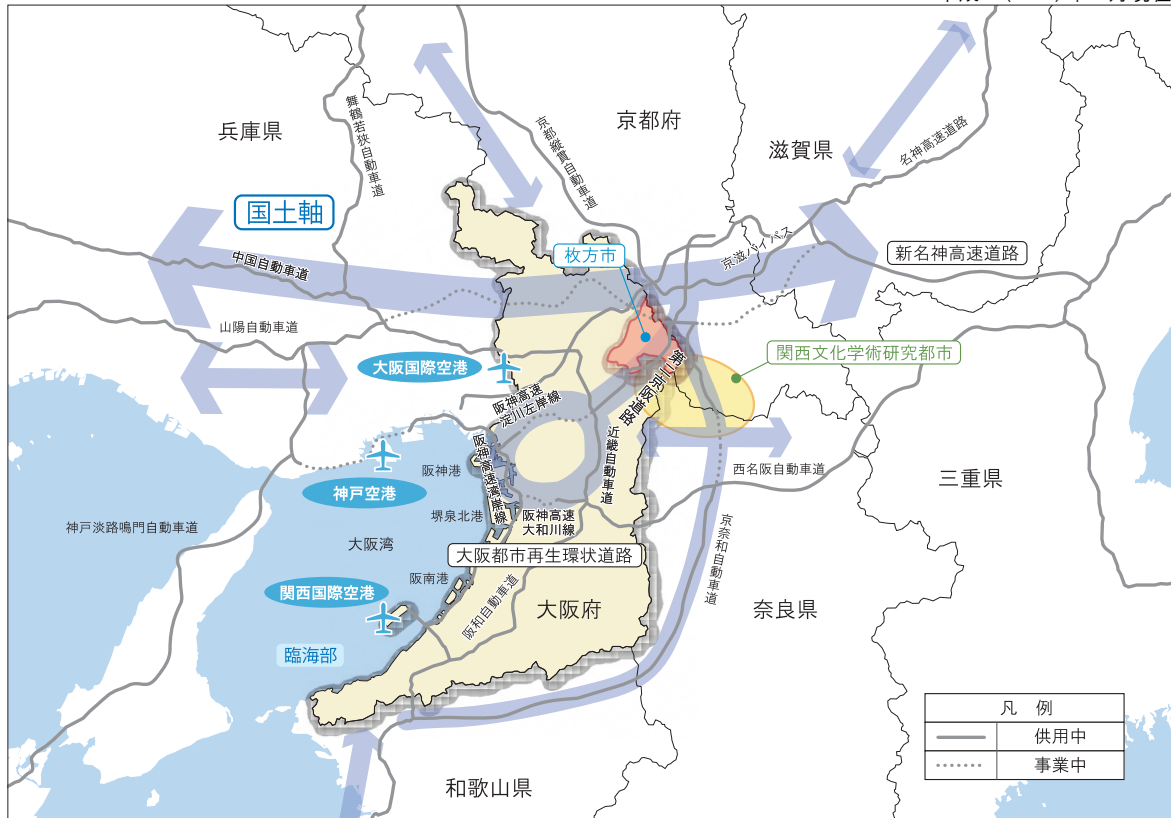 兵庫県
京都府
滋賀県
舞鶴若狭自動車道
京都縦貫自動車道
名神高速道路
国土軸
中国自動車道
枚方市
京滋バイパス
新名神高速道路
山陽自動車道
大阪国際空港
関西文化学術研究都市
第二京阪道路
阪神高速
淀川左岸線
近畿自動車道
阪神高速湾岸線
阪神港
神戸空港
西名阪自動車道
三重県
神戸淡路鳴門自動車道
大阪湾
堺泉北港
阪神高速
大和川線
京奈和自動車道
大阪都市再生環状道路
阪南港
関西国際空港
阪和自動車道
大阪府
奈良県
臨海部
和歌山県
凡 例
供用中
事業中